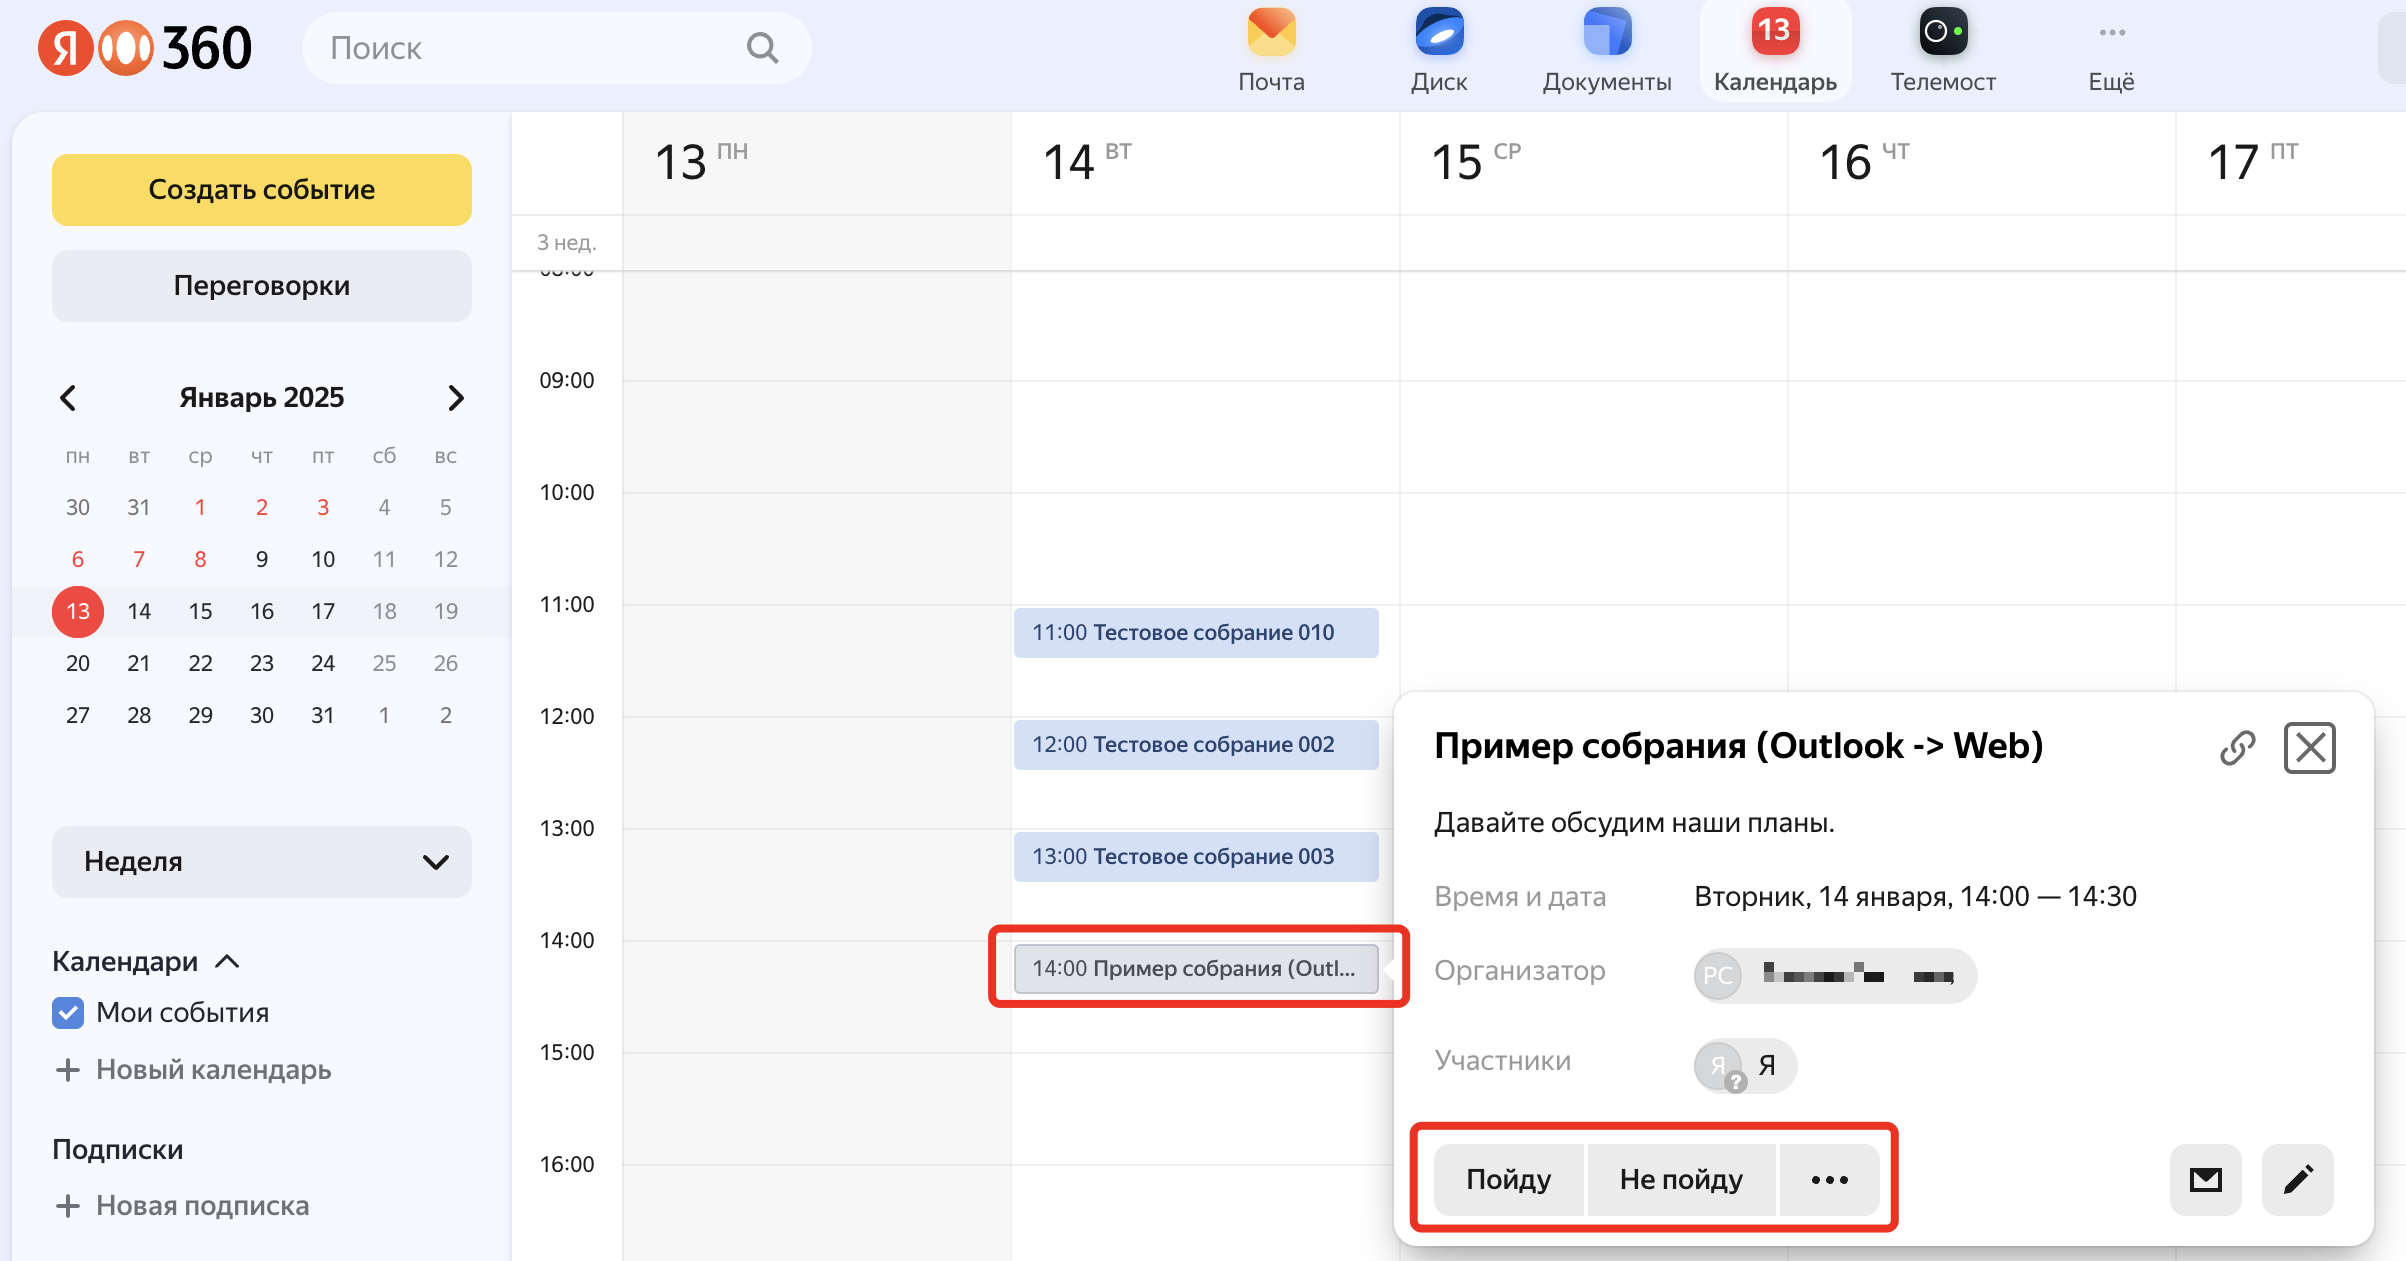 Я 360
Поиск
Почта
Диск
Документы
13
Календарь
Телемост
Ещё
Создать событие
Переговорки
Январь 2025
пн вт ср чт пт сб вс
30 31 1 2 3 4 5
6 7 8 9 10 11 12
13 14 15 16 17 18 19
20 21 22 23 24 25 26
27 28 29 30 31 1 2
Неделя
Календари
Мои события
+ Новый календарь
Подписки
+ Новая подписка
13 ПН 14 ВТ 15 СР 16 ЧТ 17 ПТ
3 нед.
09:00
10:00
11:00
11:00 Тестовое собрание 010
12:00
12:00 Тестовое собрание 002
13:00
13:00 Тестовое собрание 003
14:00
14:00 Пример собрания (Outl...
15:00
16:00
Пример собрания (Outlook -> Web)
Давайте обсудим наши планы.
Время и дата Вторник, 14 января, 14:00 — 14:30
Организатор РС
Участники Я ? Я
Пойду Не пойду ...